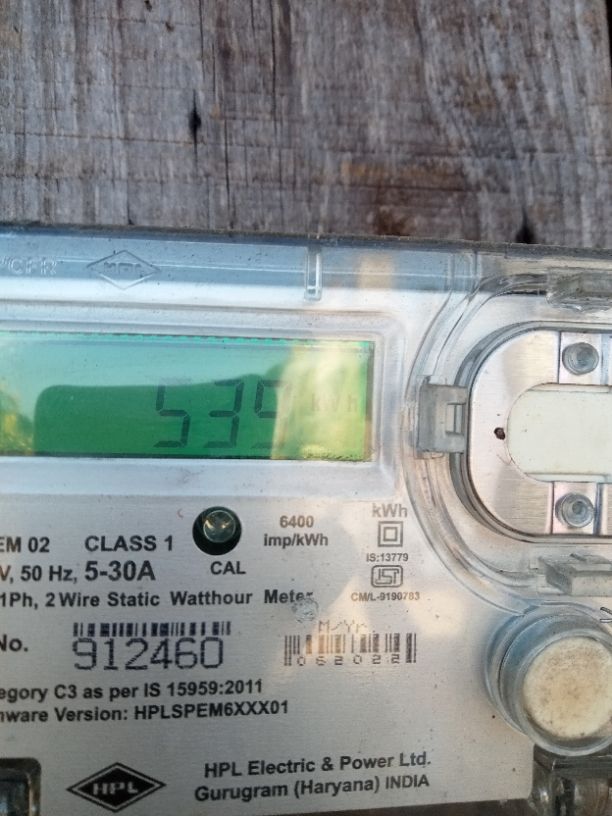 HPL
539 kWh
EM 02 CLASS 1
6400
imp/kWh
kWh
V, 50 Hz, 5-30A
CAL
IS:13779
1Ph, 2 Wire Static Watthour Meter
CM/L-9190783
No.
912460
M/Yr
062022
egory C3 as per IS 15959:2011
mware Version: HPLSPEM6XXX01
HPL
HPL Electric & Power Ltd.
Gurugram (Haryana) INDIA